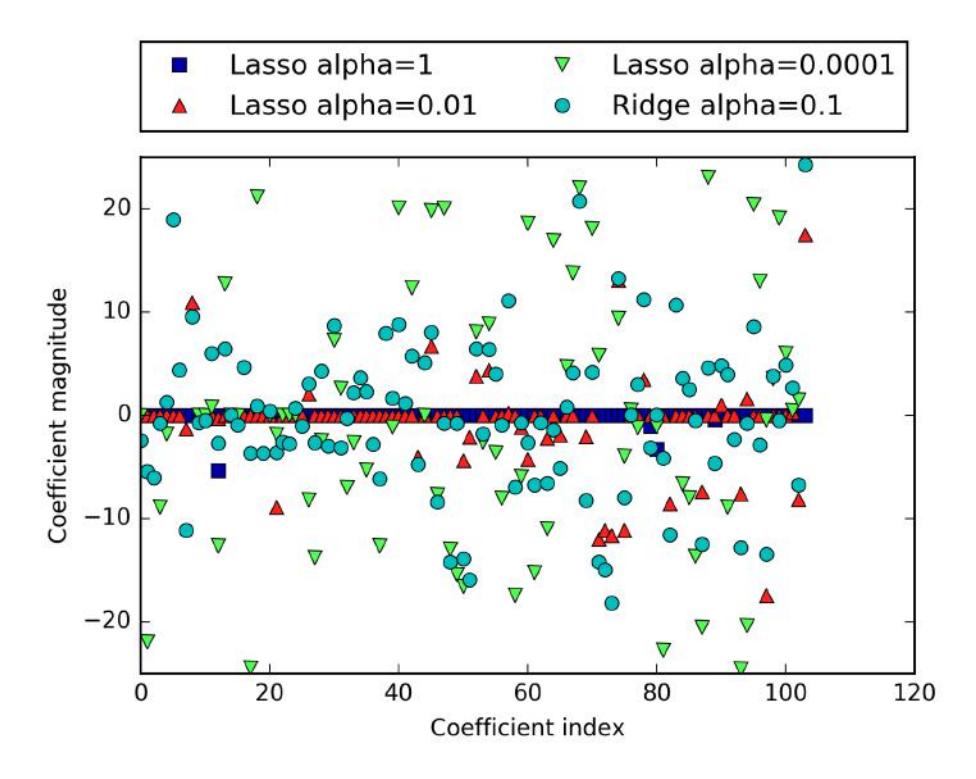 Lasso alpha=1
Lasso alpha=0.01
Lasso alpha=0.0001
Ridge alpha=0.1
Coefficient magnitude
20
10
0
−10
−20
0 20 40 60 80 100 120
Coefficient index